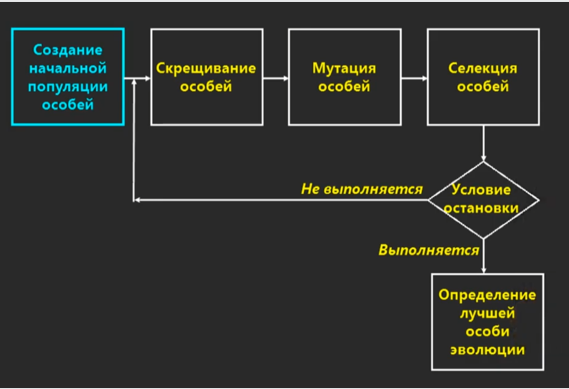 Создание
начальной
популяции
особей
Скрещивание
особей
Мутация
особей
Селекция
особей
Не выполняется
Условие
остановки
Выполняется
Определение
лучшей
особи
эволюции